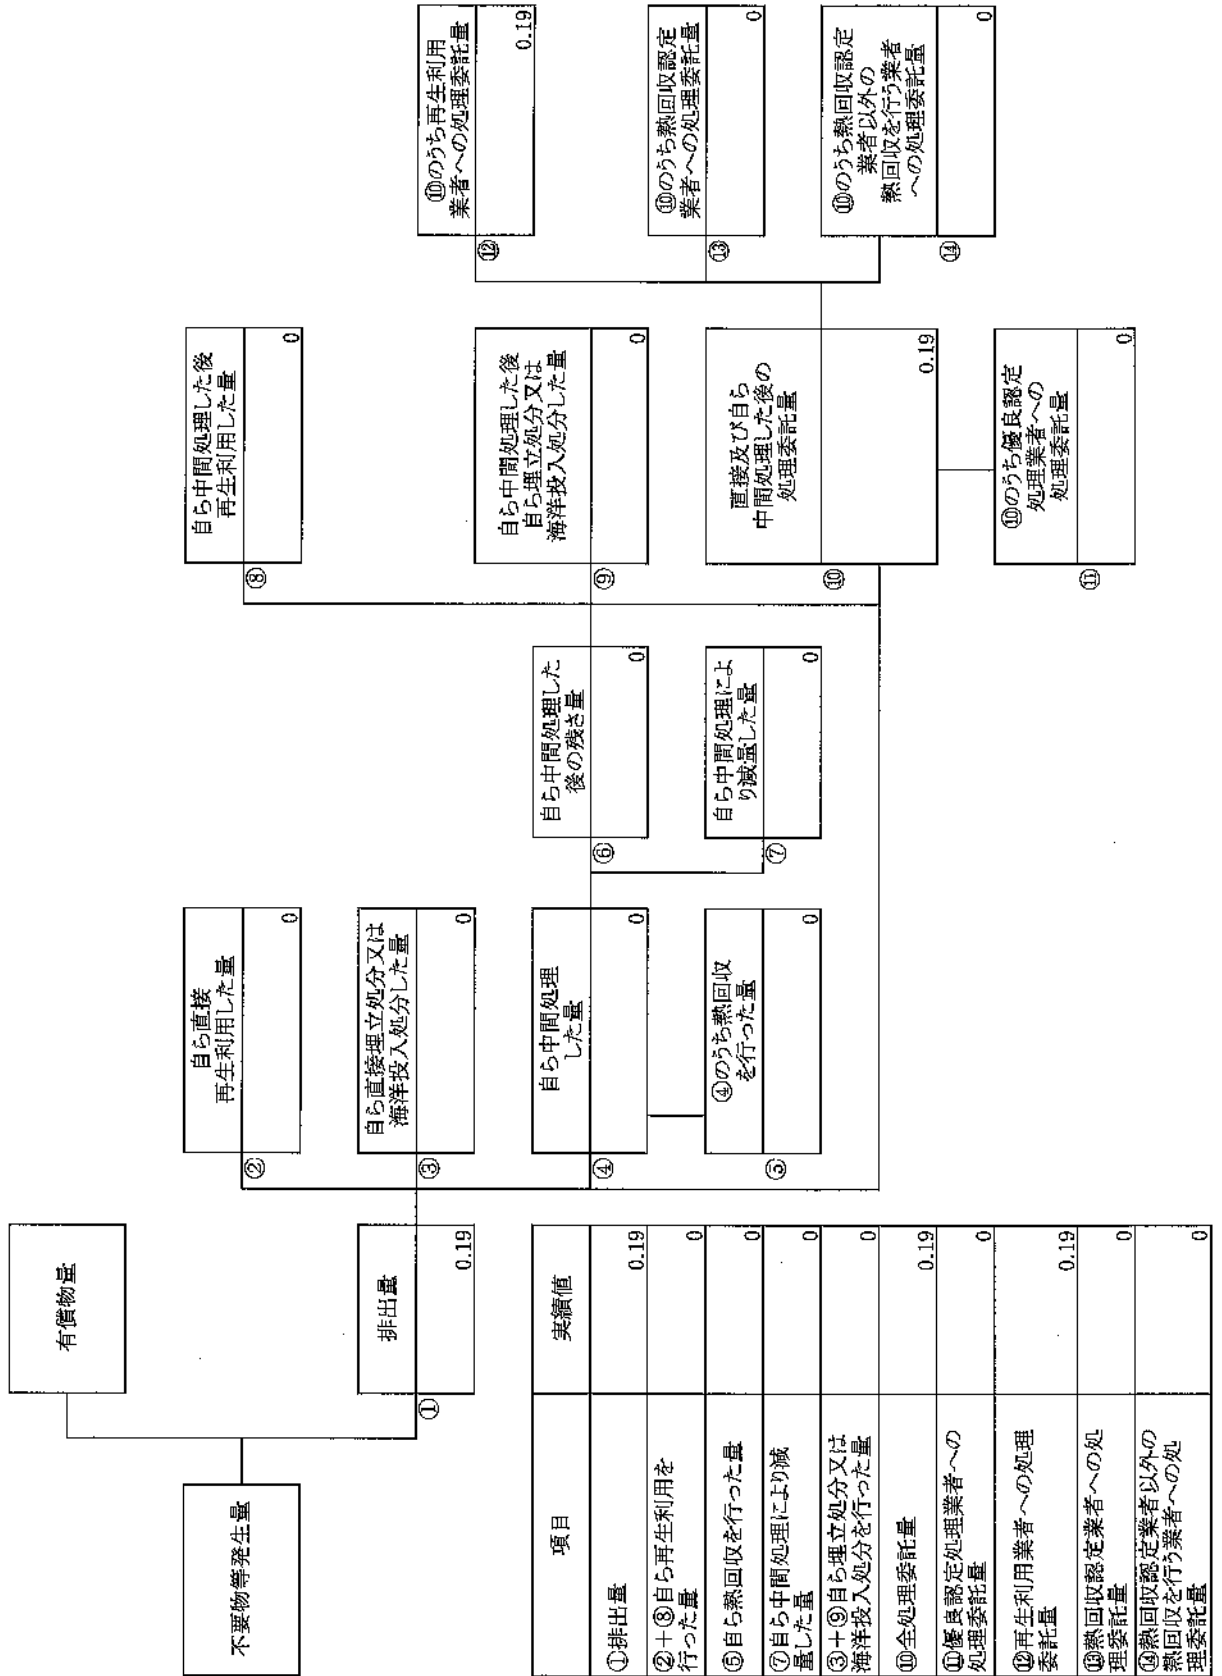 不要物等発生量
有償物量
①
排出量
0.19
②
自ら直接
再生利用した量
0
③
自ら直接埋立処分又は
海洋投入処分した量
0
④
自ら中間処理
した量
0
⑤
④のうち熱回収
を行った量
0
⑥
自ら中間処理した
後の残さ量
0
⑦
自ら中間処理によ
り減量した量
0
⑧
自ら中間処理した後
再生利用した量
0
⑨
自ら中間処理した後
自ら埋立処分又は
海洋投入処分した量
0
⑩
直接及び自ら
中間処理した後の
処理委託量
0.19
⑪
⑩のうち優良認定
処理業者への
処理委託量
0
⑫
⑩のうち再生利用
業者への処理委託量
0.19
⑬
⑩のうち熱回収認定
業者への処理委託量
0
⑭
⑩のうち熱回収認定
業者以外の
熱回収を行う業者
への処理委託量
0
項目 実績値
①排出量 0.19
②+⑧自ら再生利用を
行った量 0
⑤自ら熱回収を行った量 0
⑦自ら中間処理により減
量した量 0
③+⑨自ら埋立処分又は
海洋投入処分を行った量 0
⑩全処理委託量 0.19
⑪優良認定処理業者への
処理委託量 0
⑫再生利用業者への処理
委託量 0.19
⑬熱回収認定業者への処
理委託量 0
⑭熱回収認定業者以外の
熱回収を行う業者への処
理委託量 0